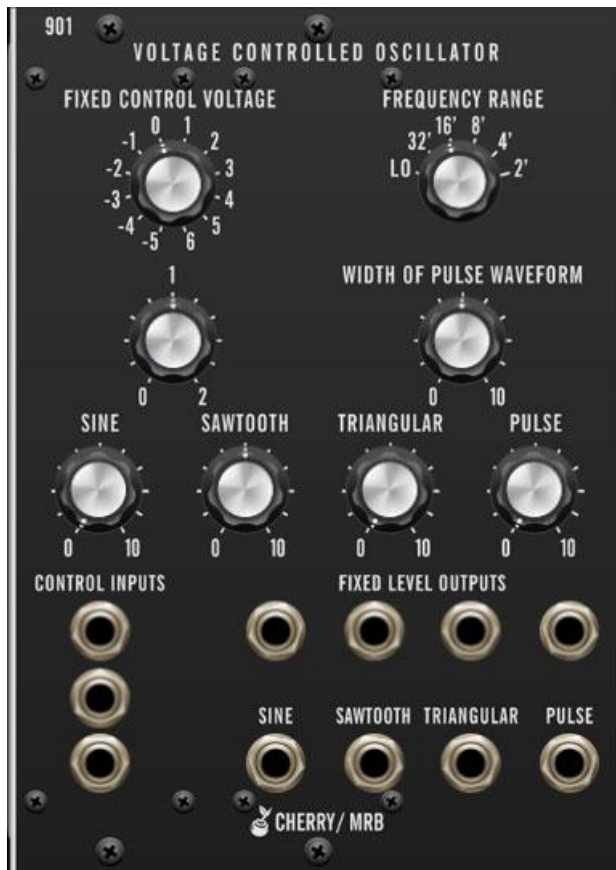 901
VOLTAGE CONTROLLED OSCILLATOR
FIXED CONTROL VOLTAGE
-5 -4 -3 -2 -1 0 1 2 3 4 5 6
FREQUENCY RANGE
LO 32' 16' 8' 4' 2'
1
0 2
WIDTH OF PULSE WAVEFORM
0 10
SINE SAWTOOTH TRIANGULAR PULSE
0 10 0 10 0 10 0 10
CONTROL INPUTS FIXED LEVEL OUTPUTS
SINE SAWTOOTH TRIANGULAR PULSE
CHERRY/ MRB